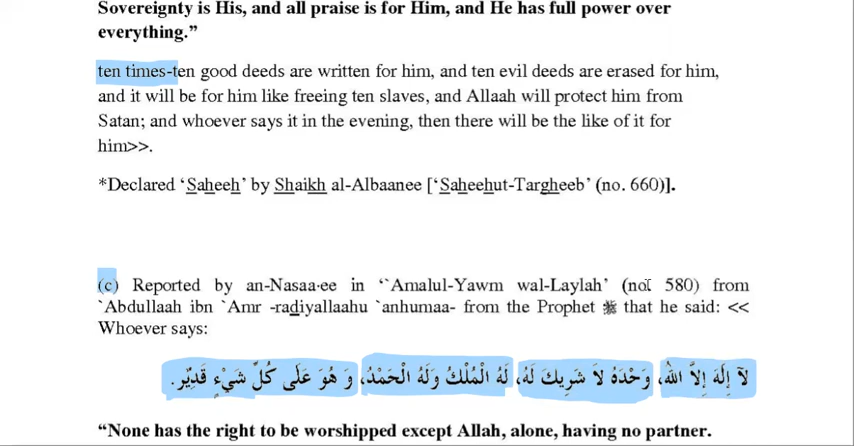 Sovereignty is His, and all praise is for Him, and He has full power over
everything.”
ten times-ten good deeds are written for him, and ten evil deeds are erased for him,
and it will be for him like freeing ten slaves, and Allaah will protect him from
Satan; and whoever says it in the evening, then there will be the like of it for
him>>.
*Declared ‘Saheeh’ by Shaikh al-Albaanee [‘Saheehut-Targheeb’ (no. 660)].
(c) Reported by an-Nasaa·ee in ‘`Amalul-Yawm wal-Laylah’ (no. 580) from
`Abdullaah ibn `Amr -radiyallaahu `anhumaa- from the Prophet ﷺ that he said: <<
Whoever says:
لآ إِلَهَ إِلاَّ اللهُ، وَحْدَهُ لاَ شَرِيكَ لَهُ، لَهُ الْمُلْكُ وَلَهُ الْحَمْدُ، وَ هُوَ عَلَى كُلِّ شَيْءٍ قَدِيْر.
“None has the right to be worshipped except Allah, alone, having no partner.